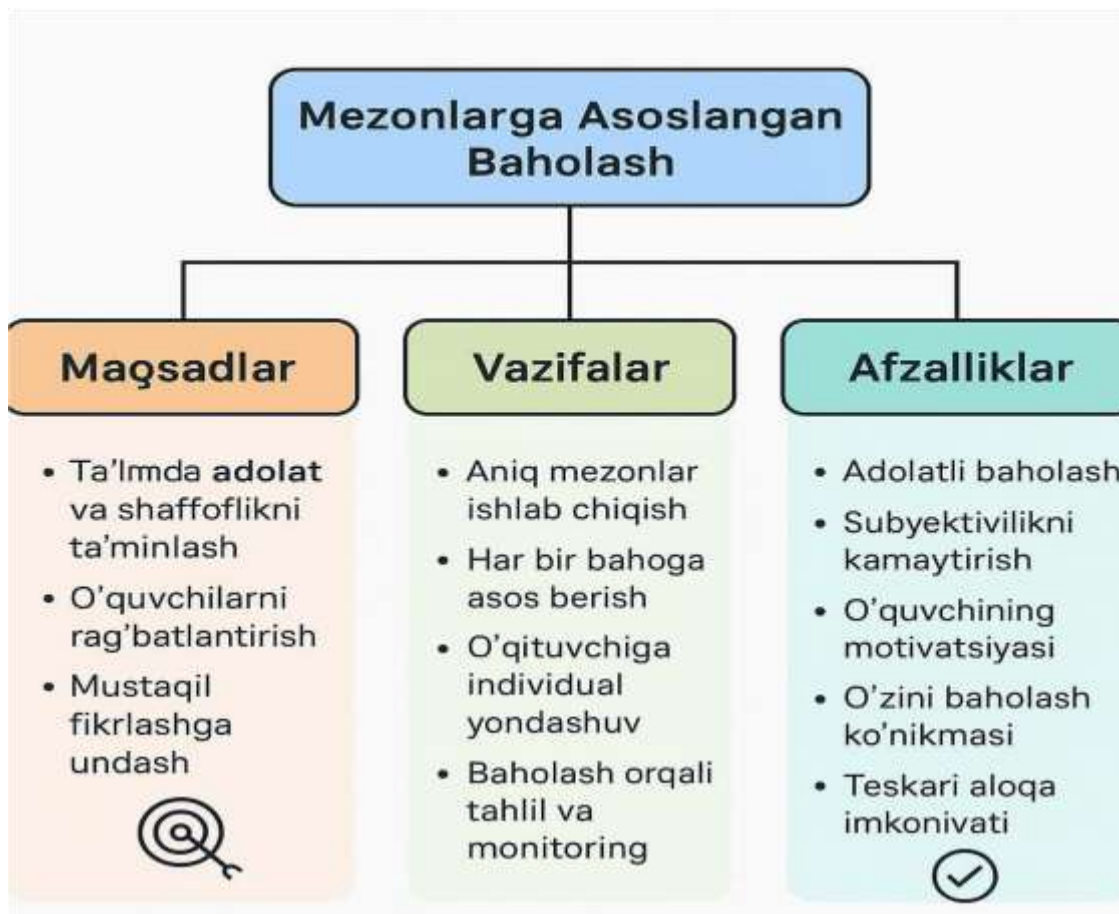 Mezonlarga Asoslangan
Baholash
Maqsadlar
• Ta'lmda adolat
va shaffoflikni
ta'minlash
• O'quvchilarni
rag'batlantirish
• Mustaqil
fikrlashga
undash
Vazifalar
• Aniq mezonlar
ishlab chiqish
• Har bir bahoga
asos berish
• O'qituvchiga
individual
yondashuv
• Baholash orqali
tahlil va
monitoring
Afzalliklar
• Adolatli baholash
• Subyektivilikni
kamaytirish
• O'quvchining
motivatsiyasi
• O'zini baholash
ko'nikmasi
• Teskari aloqa
imkonivati